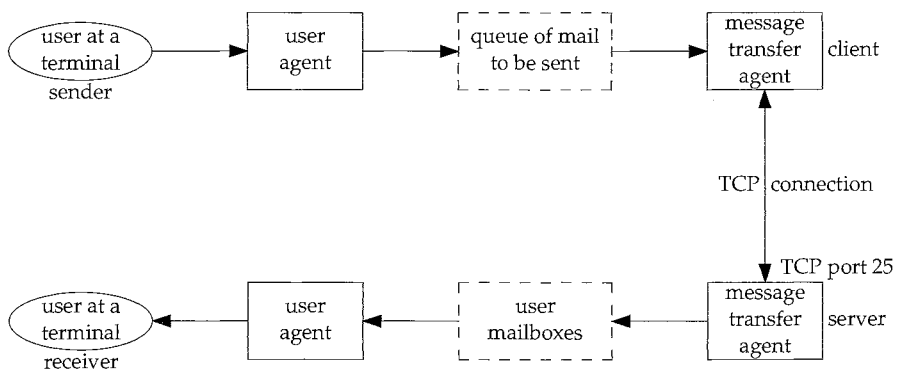 user at a
terminal
sender
user
agent
queue of mail
to be sent
message
transfer
agent
client
TCP connection
TCP port 25
user at a
terminal
receiver
user
agent
user
mailboxes
message
transfer
agent
server